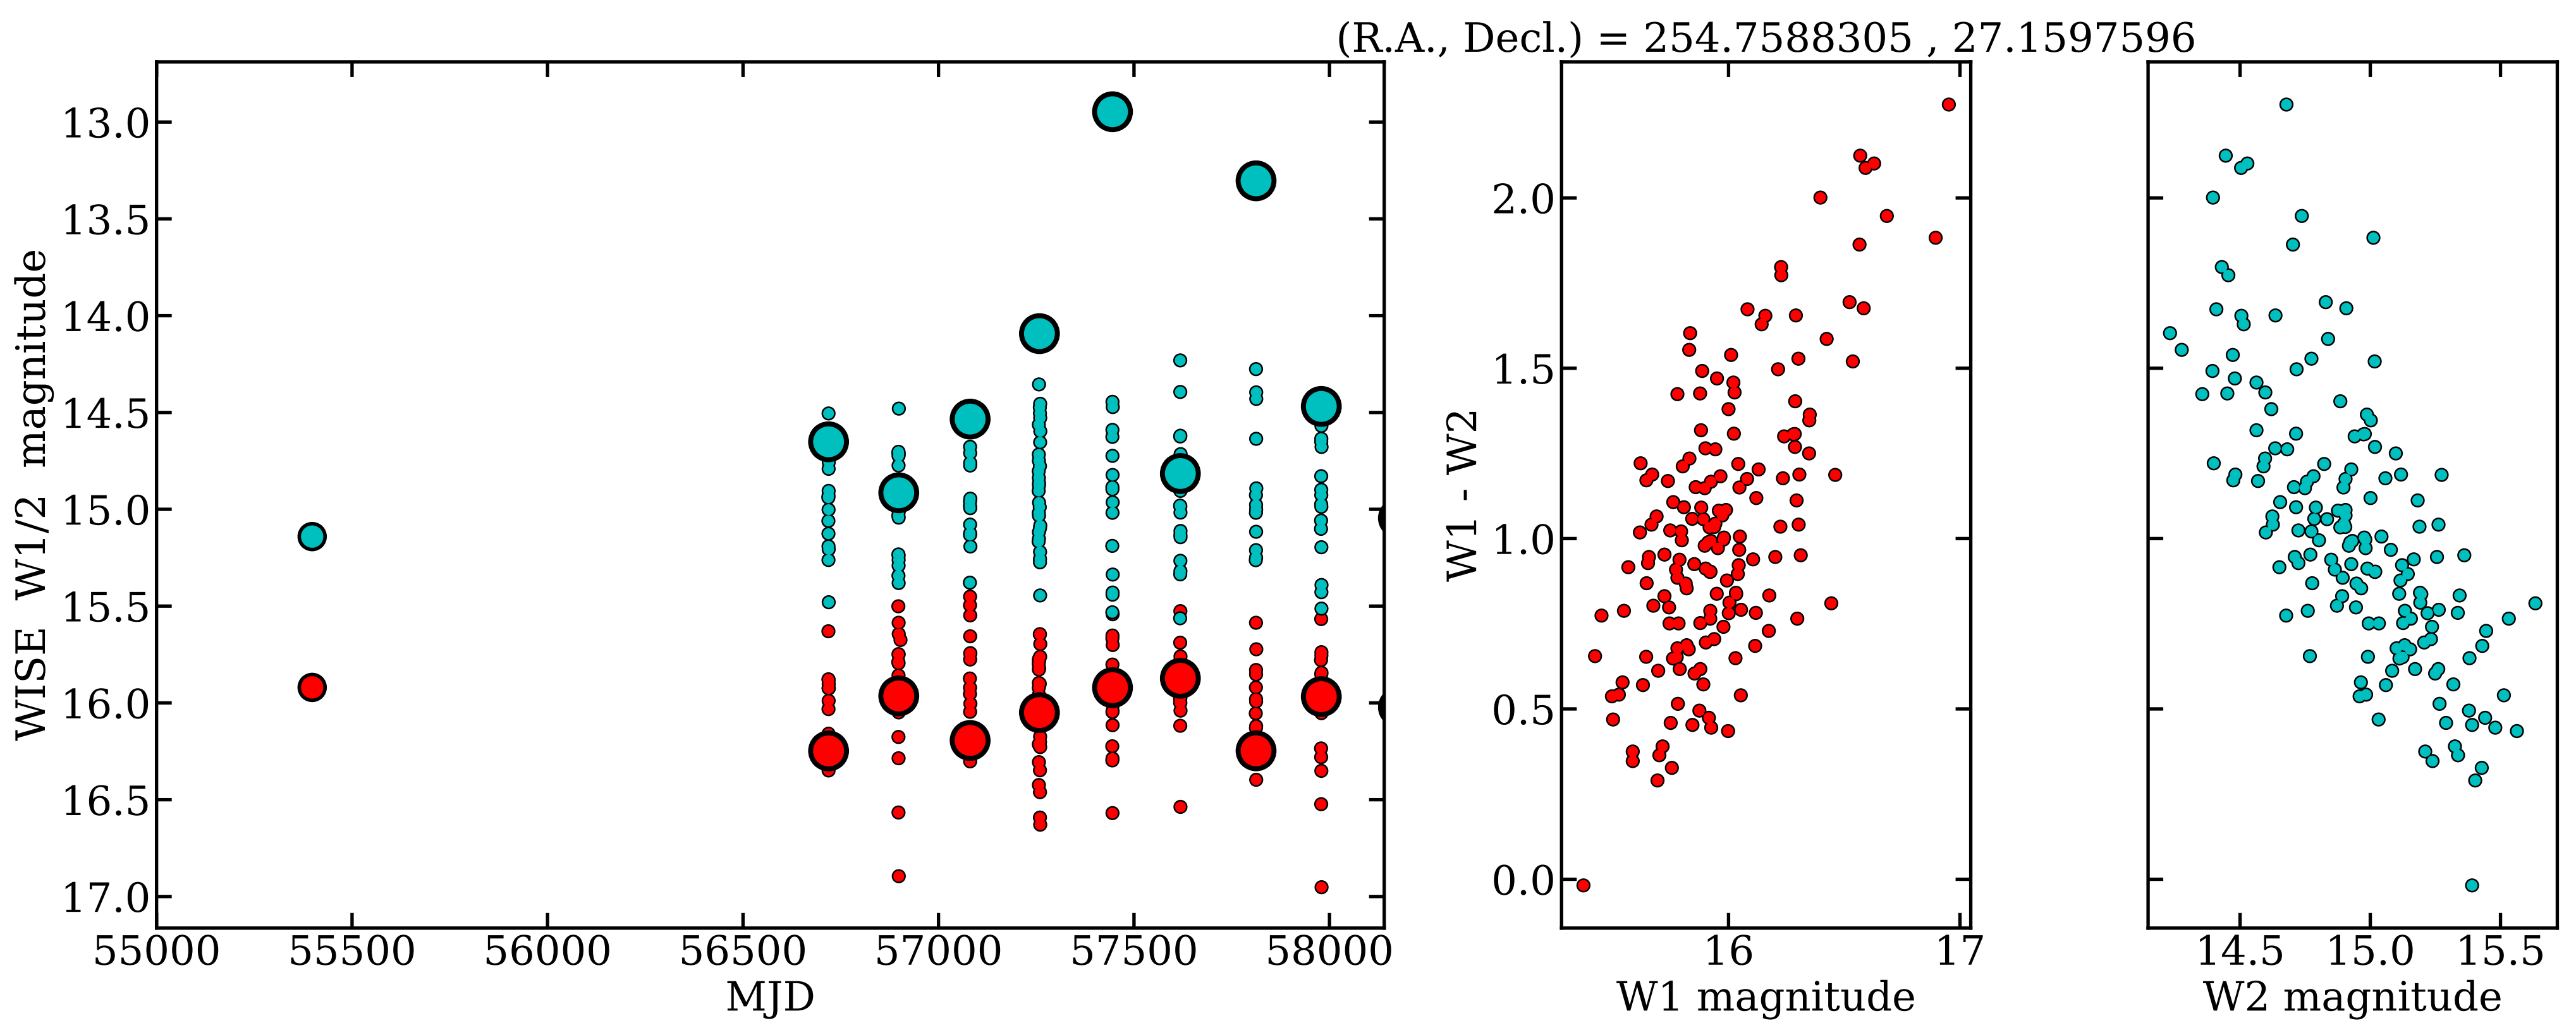 (R.A., Decl.) = 254.7588305 , 27.1597596
WISE W1/2 magnitude
13.0
13.5
14.0
14.5
15.0
15.5
16.0
16.5
17.0
55000 55500 56000 56500 57000 57500 58000
MJD
W1 - W2
2.0
1.5
1.0
0.5
0.0
16 17
W1 magnitude
14.5 15.0 15.5
W2 magnitude